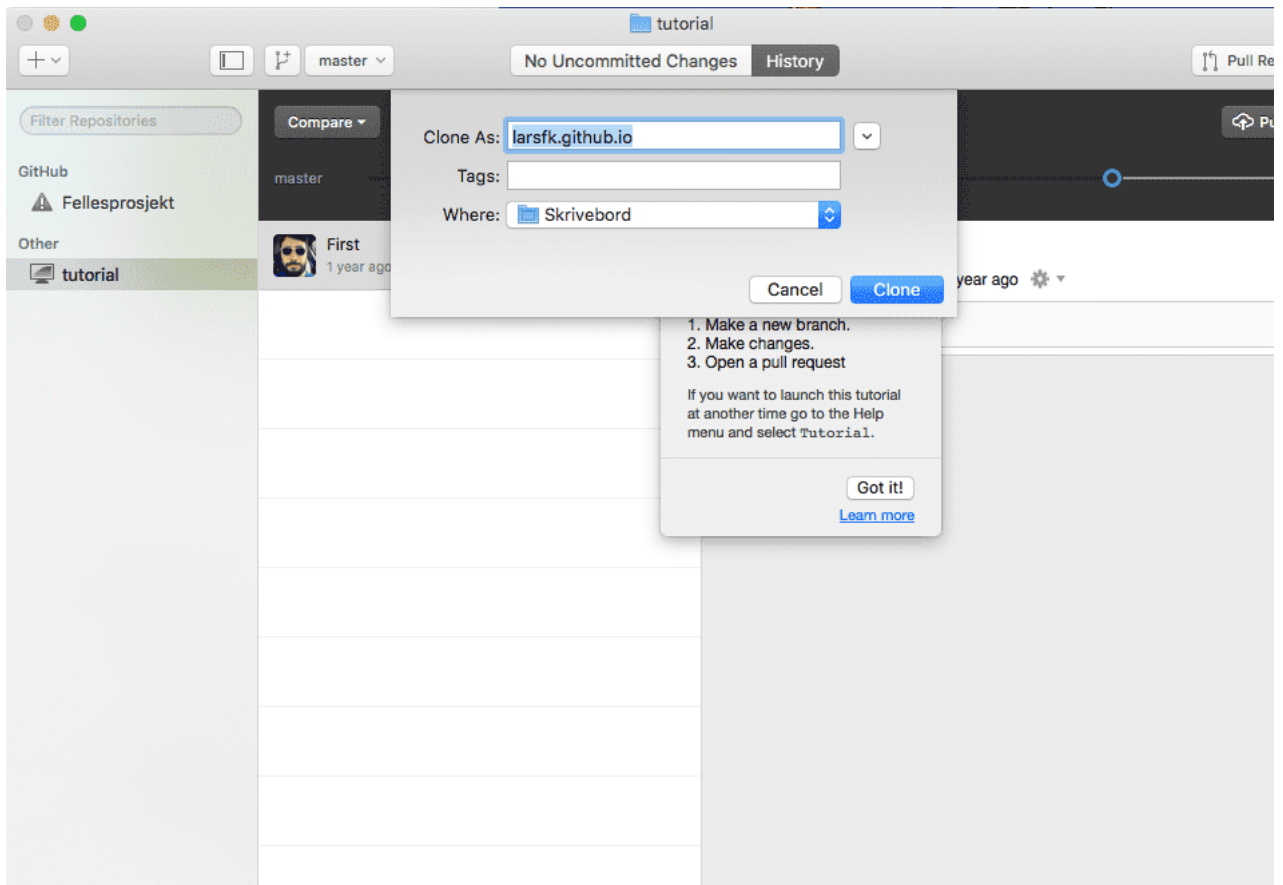 tutorial
master
No Uncommitted Changes
History
Filter Repositories
Compare
Clone As:
larsfk.github.io
Tags:
GitHub
master
Fellesprosjekt
Where:
Skrivebord
Other
First
tutorial
1 year ago
Cancel
Clone
year ago
1. Make a new branch.
2. Make changes.
3. Open a pull request
If you want to launch this tutorial
at another time go to the Help
menu and select Tutorial.
Got it!
Learn more